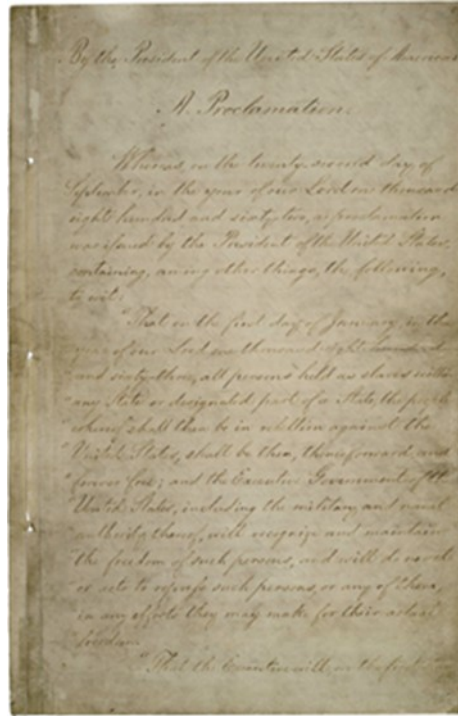 By the President of the United States of America:
A Proclamation.
Whereas, on the twenty-second day of
September, in the year of our Lord one thousand
eight hundred and sixty-two, a proclamation
was issued by the President of the United States,
containing, among other things, the following,
to wit:
"That on the first day of January, in the
"year of our Lord one thousand eight hundred
"and sixty-three, all persons held as slaves within
"any State or designated part of a State, the people
"whereof shall then be in rebellion against the
"United States, shall be then, thenceforward, and
"forever free; and the Executive Government of the
"United States, including the military and naval
"authority thereof, will recognize and maintain
"the freedom of such persons, and will do no act
"or acts to repress such persons, or any of them,
"in any efforts they may make for their actual
"freedom.
"That the Executive will, on the first